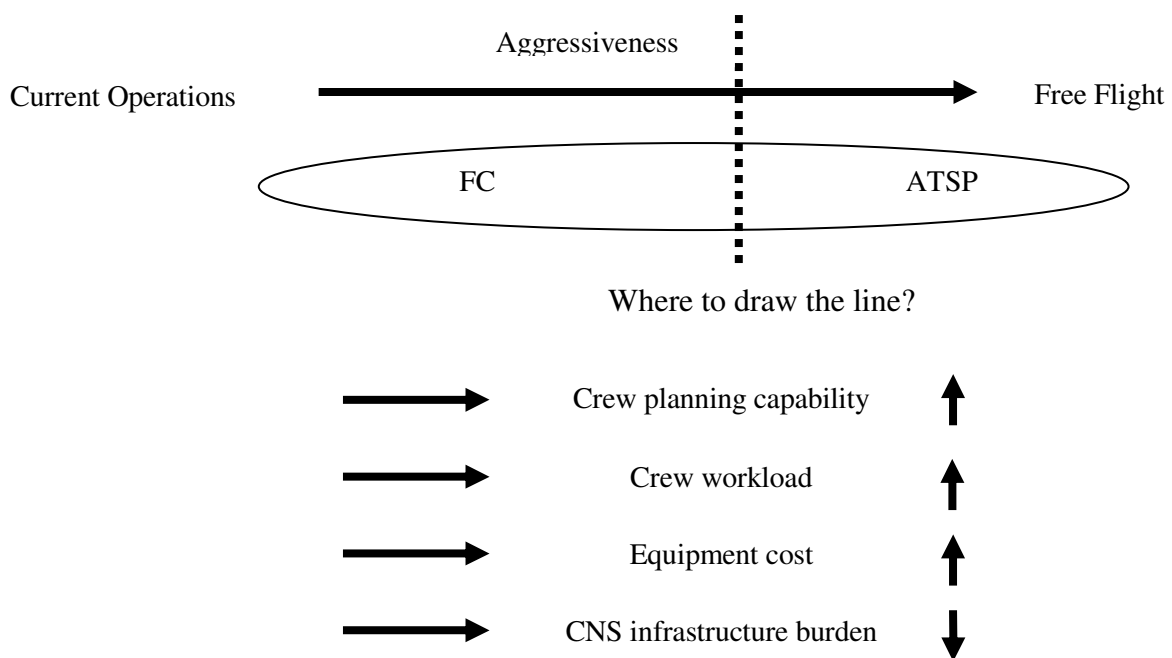 Aggressiveness
Current Operations
Free Flight
FC
ATSP
Where to draw the line?
Crew planning capability
Crew workload
Equipment cost
CNS infrastructure burden